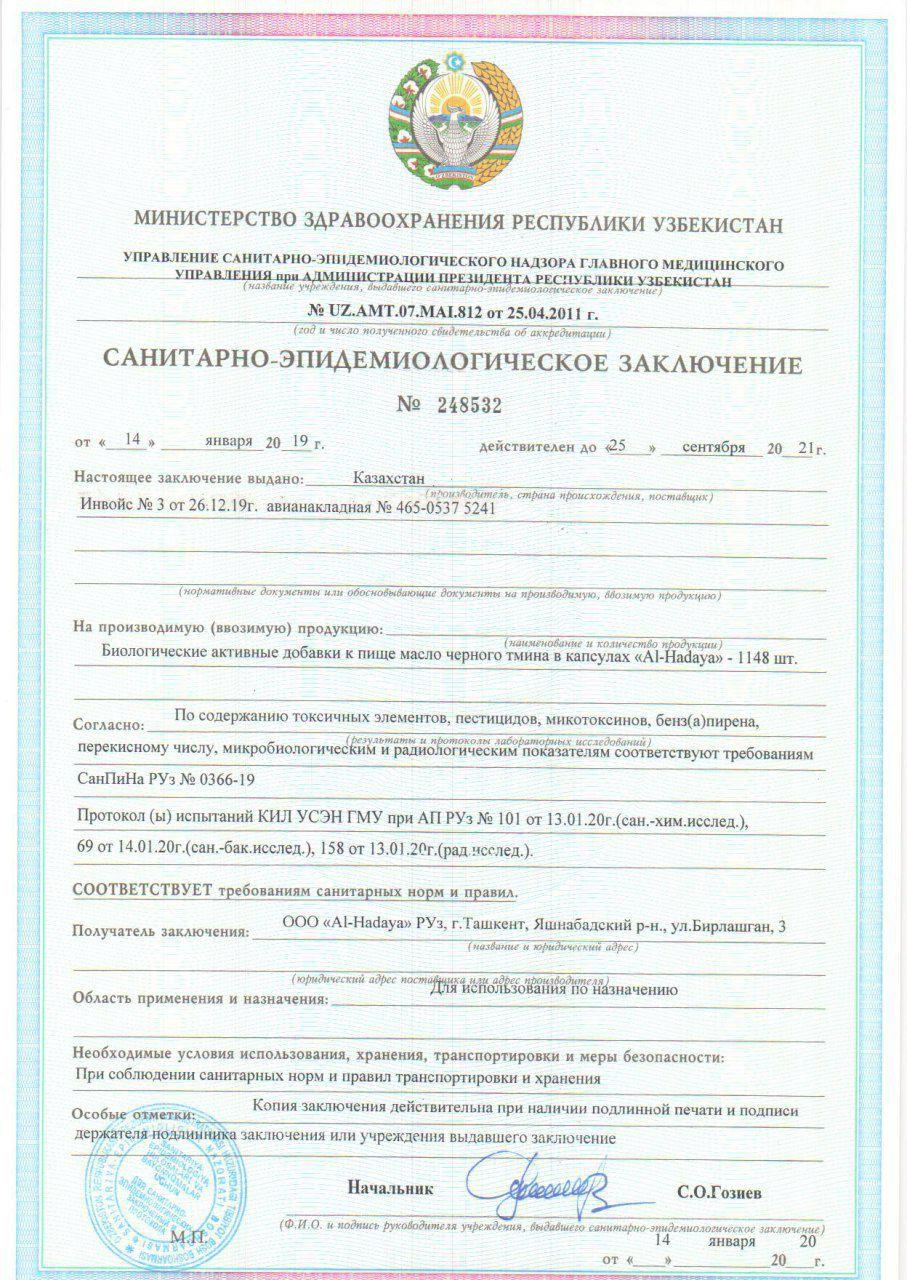 O'ZBEKISTON
МИНИСТЕРСТВО ЗДРАВООХРАНЕНИЯ РЕСПУБЛИКИ УЗБЕКИСТАН
УПРАВЛЕНИЕ САНИТАРНО-ЭПИДЕМИОЛОГИЧЕСКОГО НАДЗОРА ГЛАВНОГО МЕДИЦИНСКОГО
УПРАВЛЕНИЯ при АДМИНИСТРАЦИИ ПРЕЗИДЕНТА РЕСПУБЛИКИ УЗБЕКИСТАН
(название учреждения, выдавшего санитарно-эпидемиологическое заключение)
№ UZ.AMT.07.MAI.812 от 25.04.2011 г.
(год и число полученного свидетельства об аккредитации)
САНИТАРНО-ЭПИДЕМИОЛОГИЧЕСКОЕ ЗАКЛЮЧЕНИЕ
№ 248532
от « 14 » января 20 19 г. действителен до «25 » сентября 20 21г.
Настоящее заключение выдано: Казахстан
(производитель, страна происхождения, поставщик)
Инвойс № 3 от 26.12.19г. авианакладная № 465-0537 5241
(нормативные документы или обосновывающие документы на производимую, ввозимую продукцию)
На производимую (ввозимую) продукцию:
(наименование и количество продукции)
Биологические активные добавки к пище масло черного тмина в капсулах «Al-Hadaya» - 1148 шт.
Согласно: По содержанию токсичных элементов, пестицидов, микотоксинов, бенз(а)пирена,
(результаты и протоколы лабораторных исследований)
перекисному числу, микробиологическим и радиологическим показателям соответствуют требованиям
СанПиНа РУз № 0366-19
Протокол (ы) испытаний КИЛ УСЭН ГМУ при АП РУз № 101 от 13.01.20г.(сан.-хим.исслед.),
69 от 14.01.20г.(сан.-бак.исслед.), 158 от 13.01.20г.(рад.исслед.).
СООТВЕТСТВУЕТ требованиям санитарных норм и правил.
Получатель заключения: ООО «Al-Hadaya» РУз, г.Ташкент, Яшнабадский р-н., ул.Бирлашган, 3
(название и юридический адрес)
(юридический адрес поставщика или адрес производителя)
Область применения и назначения: Для использования по назначению
Необходимые условия использования, хранения, транспортировки и меры безопасности:
При соблюдении санитарных норм и правил транспортировки и хранения
Особые отметки: Копия заключения действительна при наличии подлинной печати и подписи
держателя подлинника заключения или учреждения выдавшего заключение
Начальник С.О.Гозиев
(Ф.И.О. и подпись руководителя учреждения, выдавшего санитарно-эпидемиологическое заключение)
М.П.
14 января 20
от «___» 20 г.